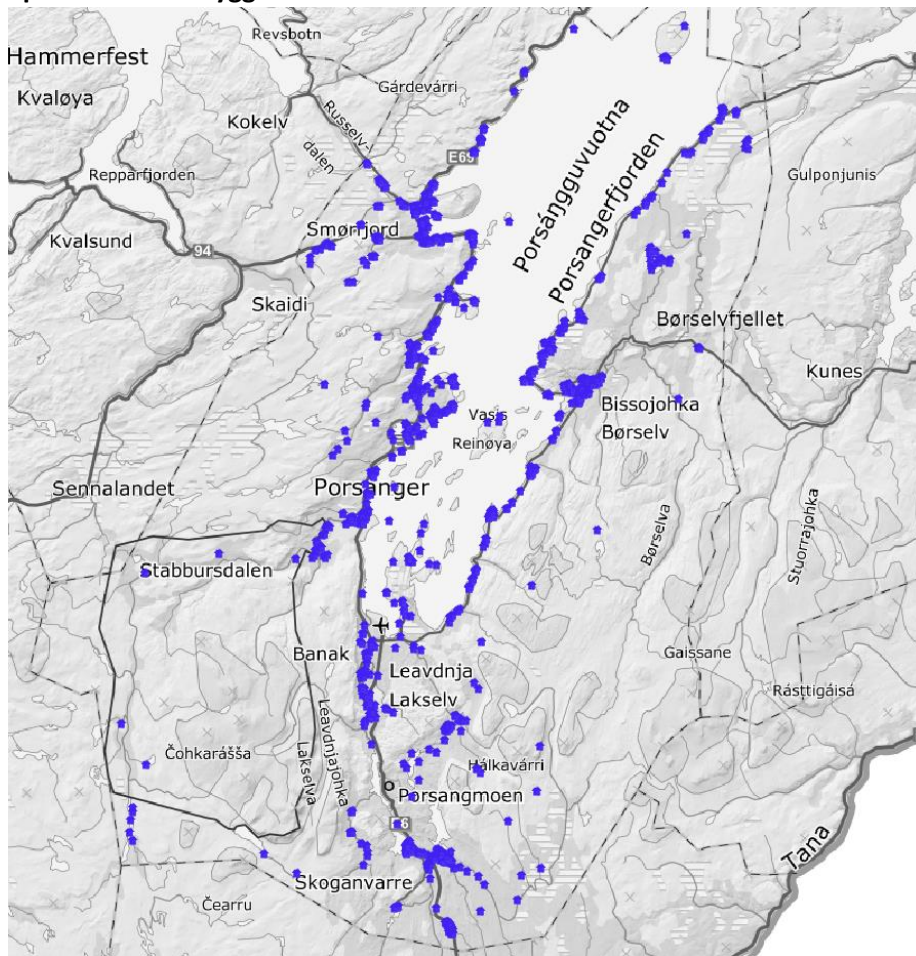 Revsbotn
Hammerfest
Kvaløya
Gárdevárri
Kokelv
Russelv-
dalen
E69
Repparfjorden
Porsáŋgguvuotna
Porsangerfjorden
Gulponjunis
Kvalsund
Smørfjord
94
Skaidi
Børselvfjellet
Kunes
Vasis
Reinøya
Bissojohka
Børselv
Sennalandet
Porsanger
Stabbursdalen
Børselva
Stuorrajohka
Banak
Leavdnja
Lakselv
Gaissane
Rásttigáisá
Čohkarášša
Lakselva
Leavdnjajohka
Hálkavárri
Porsangmoen
Skoganvarre
Tana
Čearru